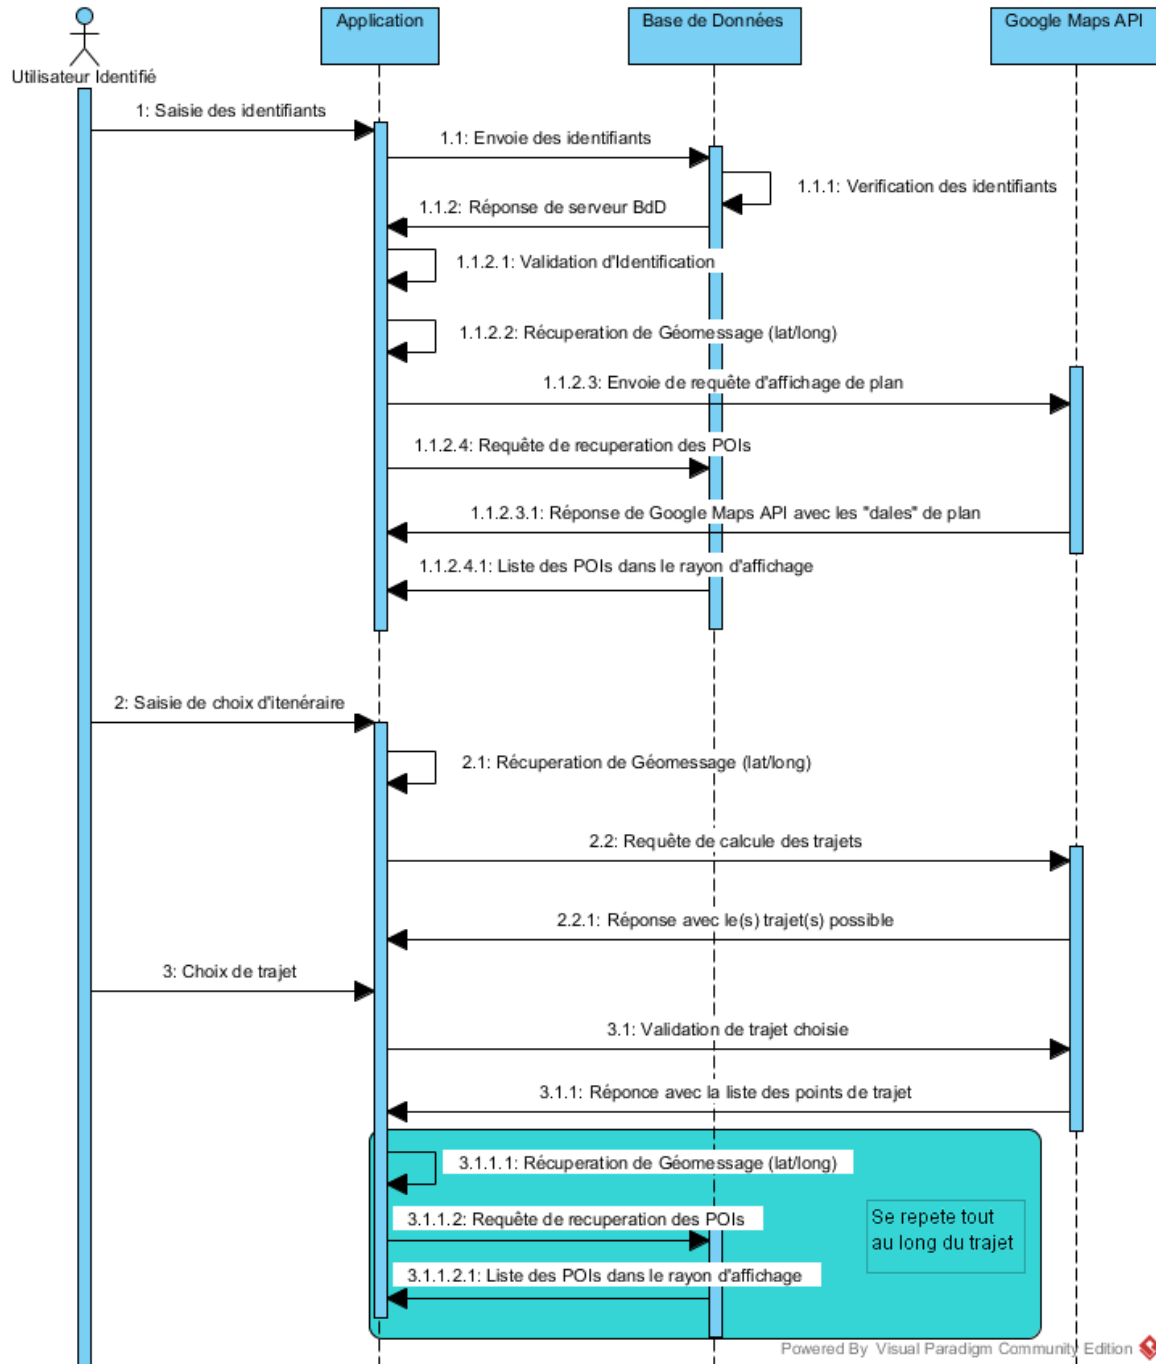 Application
Base de Données
Google Maps API
Utilisateur Identifié
1: Saisie des identifiants
1.1: Envoie des identifiants
1.1.1: Verification des identifiants
1.1.2: Réponse de serveur BdD
1.1.2.1: Validation d'Identification
1.1.2.2: Récuperation de Géomessage (lat/long)
1.1.2.3: Envoie de requête d'affichage de plan
1.1.2.4: Requête de recuperation des POIs
1.1.2.3.1: Réponse de Google Maps API avec les "dales" de plan
1.1.2.4.1: Liste des POIs dans le rayon d'affichage
2: Saisie de choix d'itenéraire
2.1: Récuperation de Géomessage (lat/long)
2.2: Requête de calcule des trajets
2.2.1: Réponse avec le(s) trajet(s) possible
3: Choix de trajet
3.1: Validation de trajet choisie
3.1.1: Réponce avec la liste des points de trajet
3.1.1.1: Récuperation de Géomessage (lat/long)
3.1.1.2: Requête de recuperation des POIs
Se repete tout
au long du trajet
3.1.1.2.1: Liste des POIs dans le rayon d'affichage
Powered By Visual Paradigm Community Edition